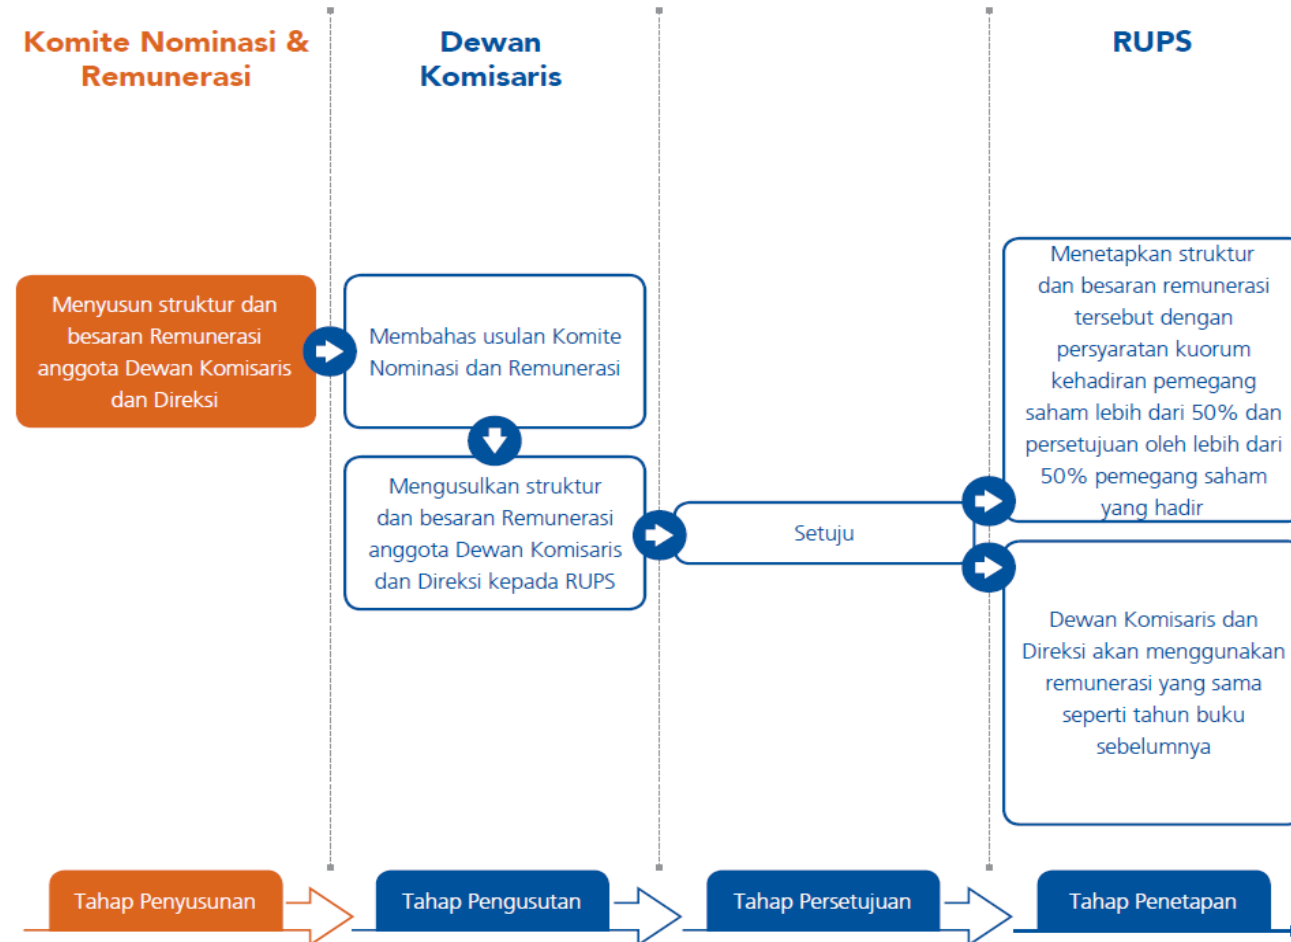 Komite Nominasi &
Remunerasi
Dewan
Komisaris
RUPS
Menyusun struktur dan
besaran Remunerasi
anggota Dewan Komisaris
dan Direksi
Membahas usulan Komite
Nominasi dan Remunerasi
Mengusulkan struktur
dan besaran Remunerasi
anggota Dewan Komisaris
dan Direksi kepada RUPS
Setuju
Menetapkan struktur
dan besaran remunerasi
tersebut dengan
persyaratan kuorum
kehadiran pemegang
saham lebih dari 50% dan
persetujuan oleh lebih dari
50% pemegang saham
yang hadir
Dewan Komisaris dan
Direksi akan menggunakan
remunerasi yang sama
seperti tahun buku
sebelumnya
Tahap Penyusunan
Tahap Pengusutan
Tahap Persetujuan
Tahap Penetapan